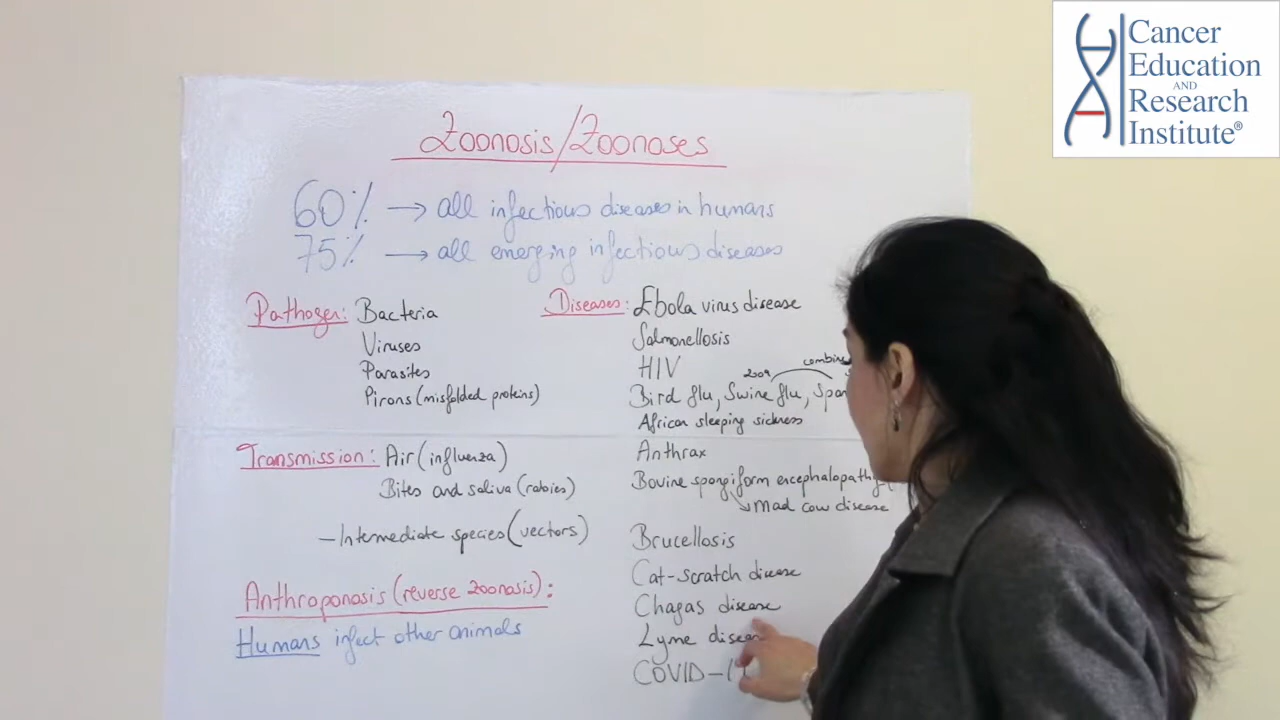 Cancer
Education
AND
Research
Institute®
Zoonosis/Zoonoses
60% → all infectious diseases in humans
75% → all emerging infectious diseases
Pathogen: Bacteria
Viruses
Parasites
Pirons (misfolded proteins)
Transmission: Air (influenza)
Bites and saliva (rabies)
- Intermediate species (vectors)
Anthroponosis (reverse zoonosis):
Humans infect other animals
Diseases: Ebola virus disease
Salmonellosis
HIV
2009
Bird flu, Swine flu,
African sleeping sickness
Anthrax
Bovine spongiform encephalopathy
↘ Mad cow disease
Brucellosis
Cat-scratch disease
Chagas disease
Lyme
COVID-